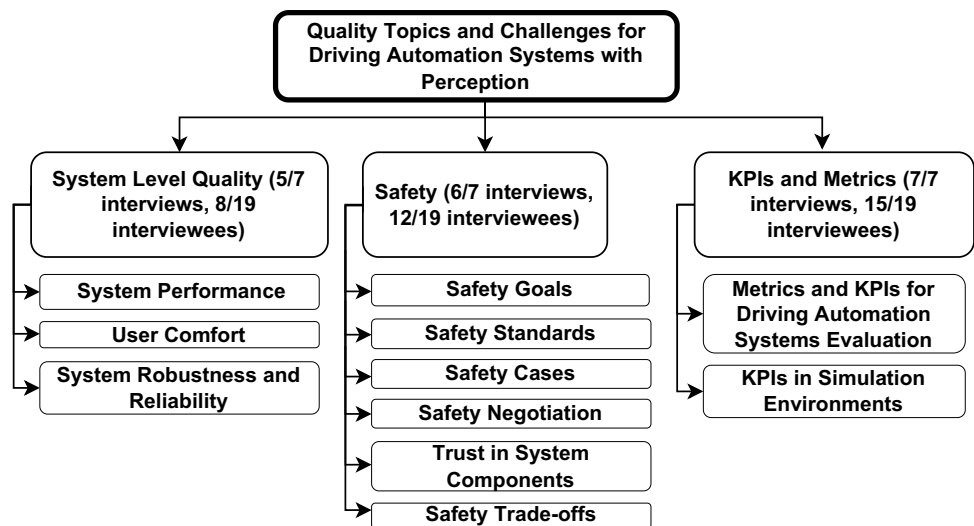 Quality Topics and Challenges for
Driving Automation Systems with
Perception
System Level Quality (5/7
interviews, 8/19
interviewees)
System Performance
User Comfort
System Robustness and
Reliability
Safety (6/7 interviews,
12/19 interviewees)
Safety Goals
Safety Standards
Safety Cases
Safety Negotiation
Trust in System
Components
Safety Trade-offs
KPIs and Metrics (7/7
interviews, 15/19
interviewees)
Metrics and KPIs for
Driving Automation
Systems Evaluation
KPIs in Simulation
Environments